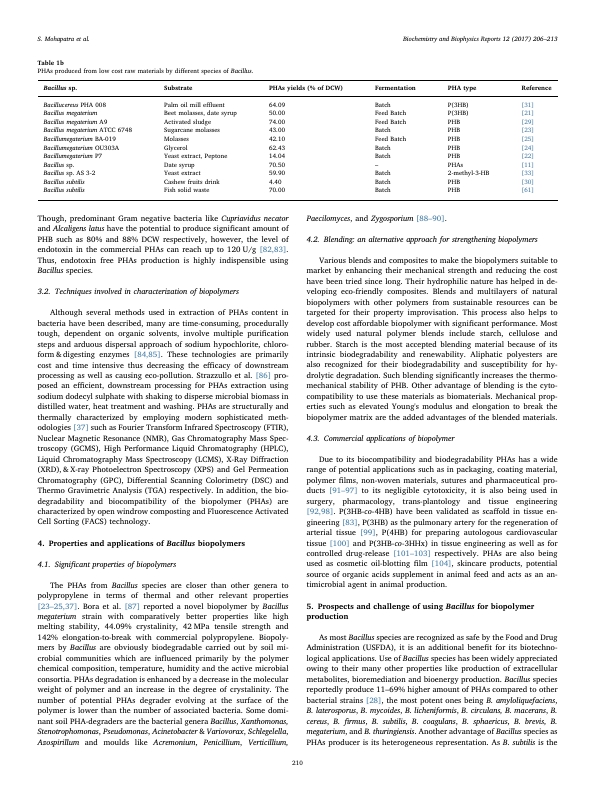 S. Mohapatra et al.
Biochemistry and Biophysics Reports 12 (2017) 206–213
Table 1b
PHAs produced from low cost raw materials by different species of Bacillus.
Bacillus sp. Substrate PHAs yields (% of DCW) Fermentation PHA type Reference
Bacillucereus PHA 008 Palm oil mill effluent 64.09 Batch P(3HB) [31]
Bacillus megaterium Beet molasses, date syrup 50.00 Feed Batch P(3HB) [21]
Bacillus megaterium A9 Activated sludge 74.00 Feed Batch PHB [29]
Bacillus megaterium ATCC 6748 Sugarcane molasses 43.00 Batch PHB [23]
Bacillumegaterium BA-019 Molasses 42.10 Feed Batch PHB [25]
Bacillumegaterium OU303A Glycerol 62.43 Batch PHB [24]
Bacillumegaterium P7 Yeast extract, Peptone 14.04 Batch PHB [22]
Bacillus sp. Date syrup 70.50 – PHAs [11]
Bacillus sp. AS 3-2 Yeast extract 59.90 Batch 2-methyl-3-HB [33]
Bacillus subtilis Cashew fruits drink 4.40 Batch PHB [30]
Bacillus subtilis Fish solid waste 70.00 Batch PHB [61]
Though, predominant Gram negative bacteria like Cupriavidus necator
and Alcaligens latus have the potential to produce significant amount of
PHB such as 80% and 88% DCW respectively, however, the level of
endotoxin in the commercial PHAs can reach up to 120 U/g [82,83].
Thus, endotoxin free PHAs production is highly indispensible using
Bacillus species.
3.2. Techniques involved in characterization of biopolymers
Although several methods used in extraction of PHAs content in
bacteria have been described, many are time-consuming, procedurally
tough, dependent on organic solvents, involve multiple purification
steps and arduous dispersal approach of sodium hypochlorite, chloro-
form & digesting enzymes [84,85]. These technologies are primarily
cost and time intensive thus decreasing the efficacy of downstream
processing as well as causing eco-pollution. Strazzullo et al. [86] pro-
posed an efficient, downstream processing for PHAs extraction using
sodium dodecyl sulphate with shaking to disperse microbial biomass in
distilled water, heat treatment and washing. PHAs are structurally and
thermally characterized by employing modern sophisticated meth-
odologies [37] such as Fourier Transform Infrared Spectroscopy (FTIR),
Nuclear Magnetic Resonance (NMR), Gas Chromatography Mass Spec-
troscopy (GCMS), High Performance Liquid Chromatography (HPLC),
Liquid Chromatography Mass Spectroscopy (LCMS), X-Ray Diffraction
(XRD), & X-ray Photoelectron Spectroscopy (XPS) and Gel Permeation
Chromatography (GPC), Differential Scanning Colorimetry (DSC) and
Thermo Gravimetric Analysis (TGA) respectively. In addition, the bio-
degradability and biocompatibility of the biopolymer (PHAs) are
characterized by open windrow composting and Fluorescence Activated
Cell Sorting (FACS) technology.
4. Properties and applications of Bacillus biopolymers
4.1. Significant properties of biopolymers
The PHAs from Bacillus species are closer than other genera to
polypropylene in terms of thermal and other relevant properties
[23–25,37]. Bora et al. [87] reported a novel biopolymer by Bacillus
megaterium strain with comparatively better properties like high
melting stability, 44.09% crystalinity, 42 MPa tensile strength and
142% elongation-to-break with commercial polypropylene. Biopoly-
mers by Bacillus are obviously biodegradable carried out by soil mi-
crobial communities which are influenced primarily by the polymer
chemical composition, temperature, humidity and the active microbial
consortia. PHAs degradation is enhanced by a decrease in the molecular
weight of polymer and an increase in the degree of crystalinity. The
number of potential PHAs degrader evolving at the surface of the
polymer is lower than the number of associated bacteria. Some domi-
nant soil PHA-degraders are the bacterial genera Bacillus, Xanthomonas,
Stenotrophomonas, Pseudomonas, Acinetobacter & Variovorax, Schlegelella,
Azospirillum and moulds like Acremonium, Penicillium, Verticillium,
Paecilomyces, and Zygosporium [88–90].
4.2. Blending: an alternative approach for strengthening biopolymers
Various blends and composites to make the biopolymers suitable to
market by enhancing their mechanical strength and reducing the cost
have been tried since long. Their hydrophilic nature has helped in de-
veloping eco-friendly composites. Blends and multilayers of natural
biopolymers with other polymers from sustainable resources can be
targeted for their property improvisation. This process also helps to
develop cost affordable biopolymer with significant performance. Most
widely used natural polymer blends include starch, cellulose and
rubber. Starch is the most accepted blending material because of its
intrinsic biodegradability and renewability. Aliphatic polyesters are
also recognized for their biodegradability and susceptibility for hy-
drolytic degradation. Such blending significantly increases the thermo-
mechanical stability of PHB. Other advantage of blending is the cyto-
compatibility to use these materials as biomaterials. Mechanical prop-
erties such as elevated Young's modulus and elongation to break the
biopolymer matrix are the added advantages of the blended materials.
4.3. Commercial applications of biopolymer
Due to its biocompatibility and biodegradability PHAs has a wide
range of potential applications such as in packaging, coating material,
polymer films, non-woven materials, sutures and pharmaceutical pro-
ducts [91–97] to its negligible cytotoxicity, it is also being used in
surgery, pharmacology, trans-plantology and tissue engineering
[92,98]. P(3HB-co-4HB) have been validated as scaffold in tissue en-
gineering [83], P(3HB) as the pulmonary artery for the regeneration of
arterial tissue [99], P(4HB) for preparing autologous cardiovascular
tissue [100] and P(3HB-co-3HHx) in tissue engineering as well as for
controlled drug-release [101–103] respectively. PHAs are also being
used as cosmetic oil-blotting film [104], skincare products, potential
source of organic acids supplement in animal feed and acts as an an-
timicrobial agent in animal production.
5. Prospects and challenge of using Bacillus for biopolymer
production
As most Bacillus species are recognized as safe by the Food and Drug
Administration (USFDA), it is an additional benefit for its biotechno-
logical applications. Use of Bacillus species has been widely appreciated
owing to their many other properties like production of extracellular
metabolites, bioremediation and bioenergy production. Bacillus species
reportedly produce 11–69% higher amount of PHAs compared to other
bacterial strains [28], the most potent ones being B. amyloliquefaciens,
B. laterosporus, B. mycoides, B. licheniformis, B. circulans, B. macerans, B.
cereus, B. firmus, B. subtilis, B. coagulans, B. sphaericus, B. brevis, B.
megaterium, and B. thuringiensis. Another advantage of Bacillus species as
PHAs producer is its heterogeneous representation. As B. subtilis is the
210